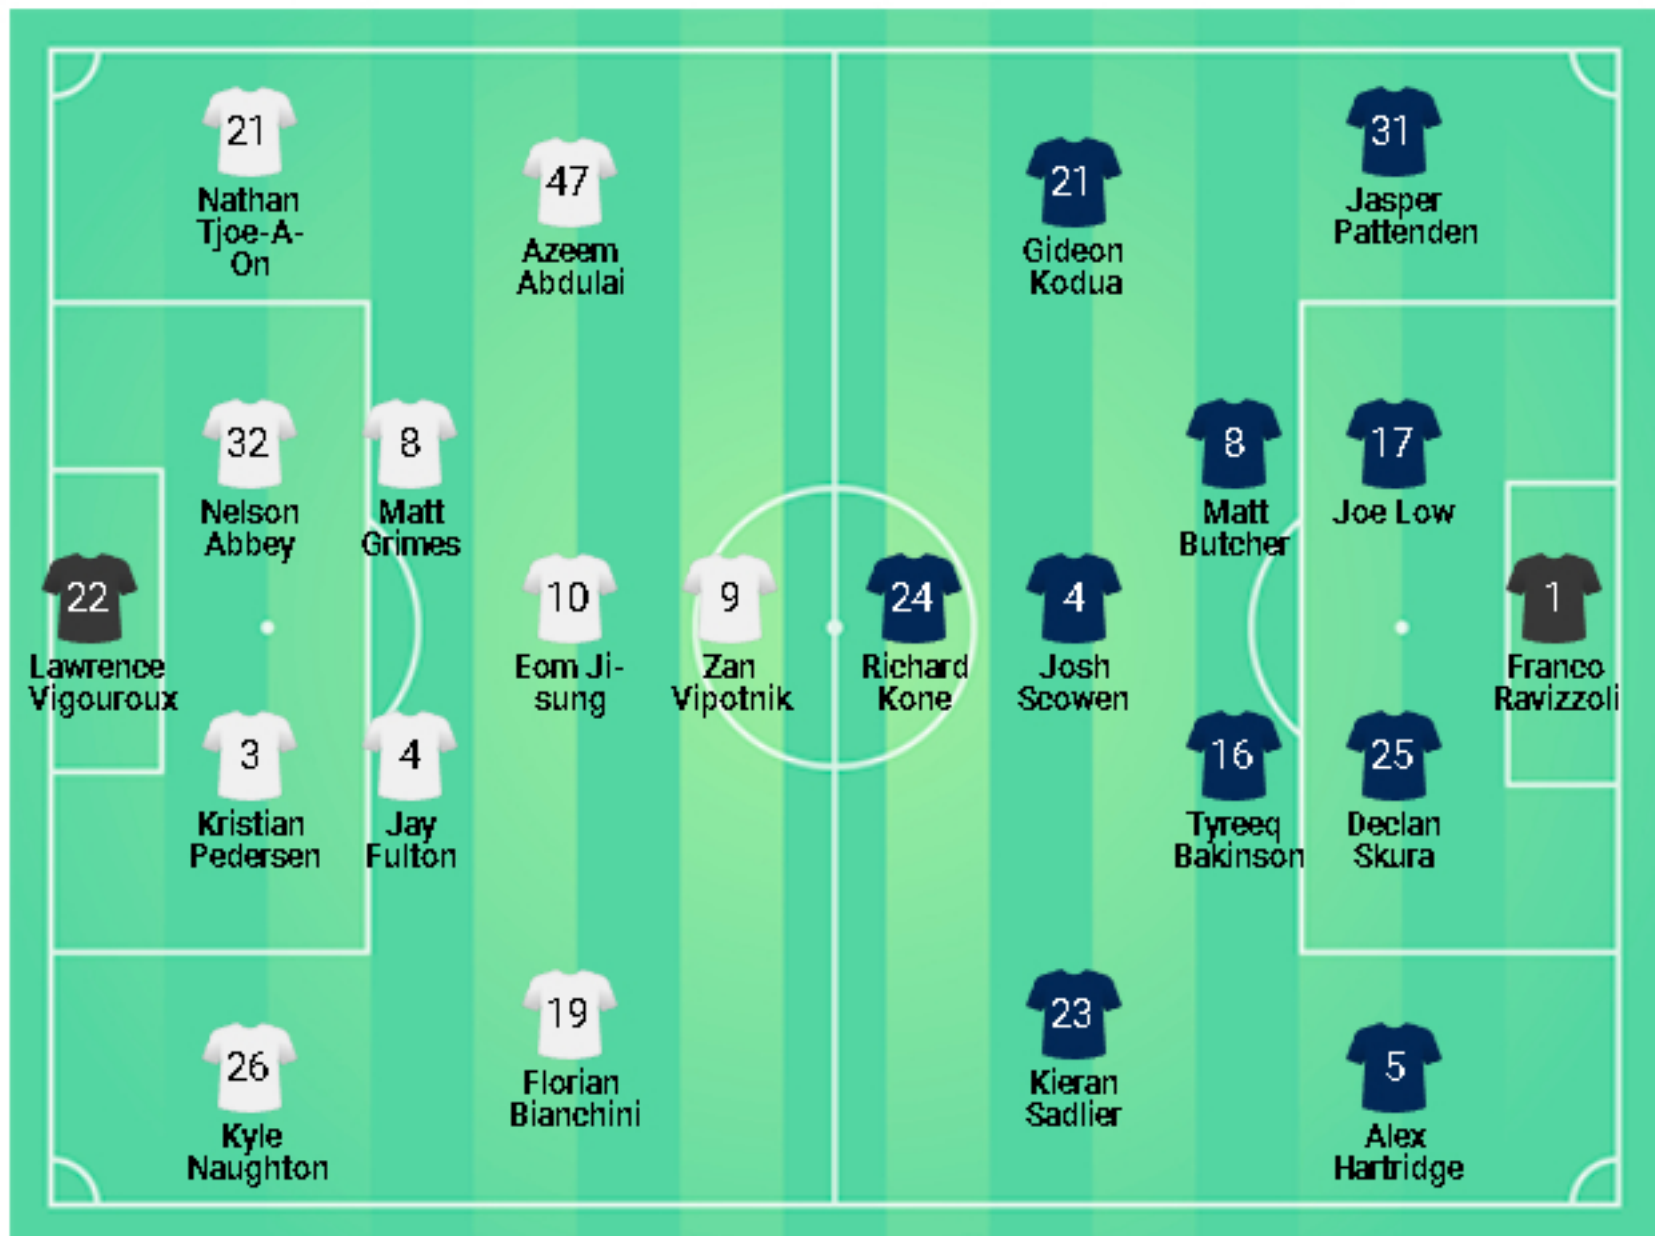 21
Nathan
Tjoe-A-
On
47
Azeem
Abdulai
21
Gideon
Kodua
31
Jasper
Pattenden
32
Nelson
Abbey
8
Matt
Grimes
8
Matt
Butcher
17
Joe Low
22
Lawrence
Vigouroux
10
Eom Ji-
sung
9
Zan
Vipotnik
24
Richard
Kone
4
Josh
Scowen
1
Franco
Ravizzoli
3
Kristian
Pedersen
4
Jay
Fulton
16
Tyreeq
Bakinson
25
Declan
Skura
26
Kyle
Naughton
19
Florian
Bianchini
23
Kieran
Sadlier
5
Alex
Hartridge